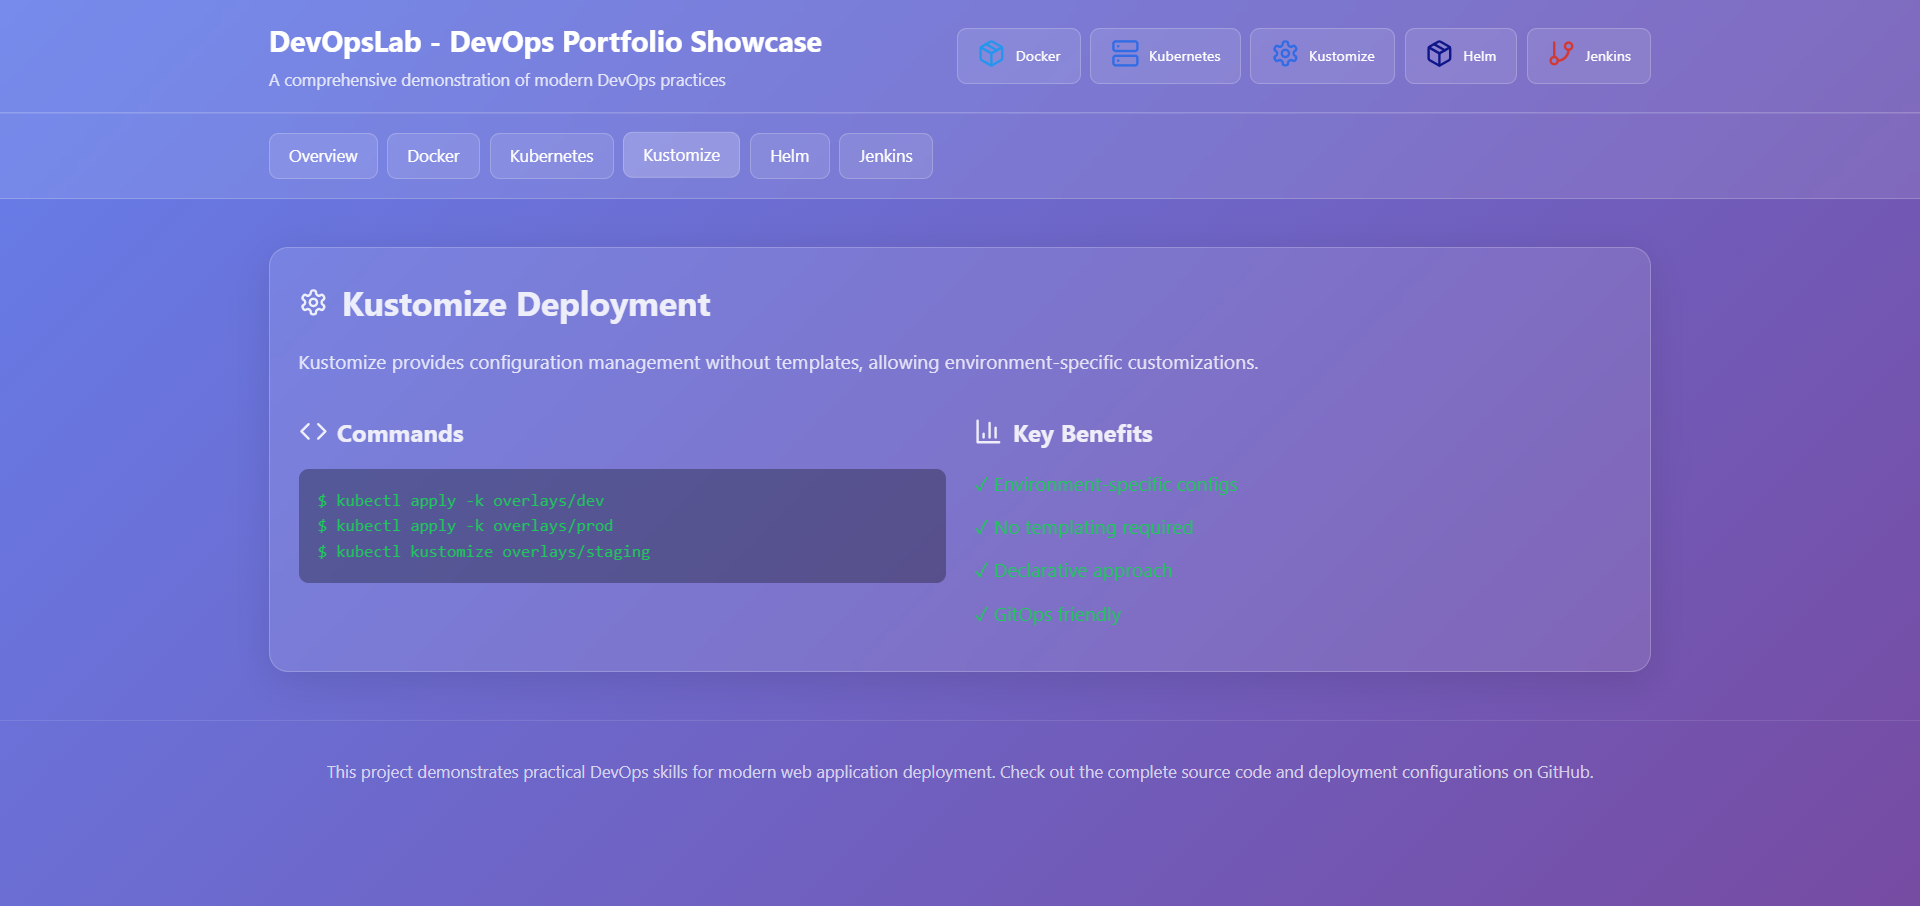 DevOpsLab - DevOps Portfolio Showcase
A comprehensive demonstration of modern DevOps practices
Docker
Kubernetes
Kustomize
Helm
Jenkins
Overview
Docker
Kubernetes
Kustomize
Helm
Jenkins
Kustomize Deployment
Kustomize provides configuration management without templates, allowing environment-specific customizations.
Commands
$ kubectl apply -k overlays/dev
$ kubectl apply -k overlays/prod
$ kubectl kustomize overlays/staging
Key Benefits
✓ Environment-specific configs
✓ No templating required
✓ Declarative approach
✓ GitOps friendly
This project demonstrates practical DevOps skills for modern web application deployment. Check out the complete source code and deployment configurations on GitHub.